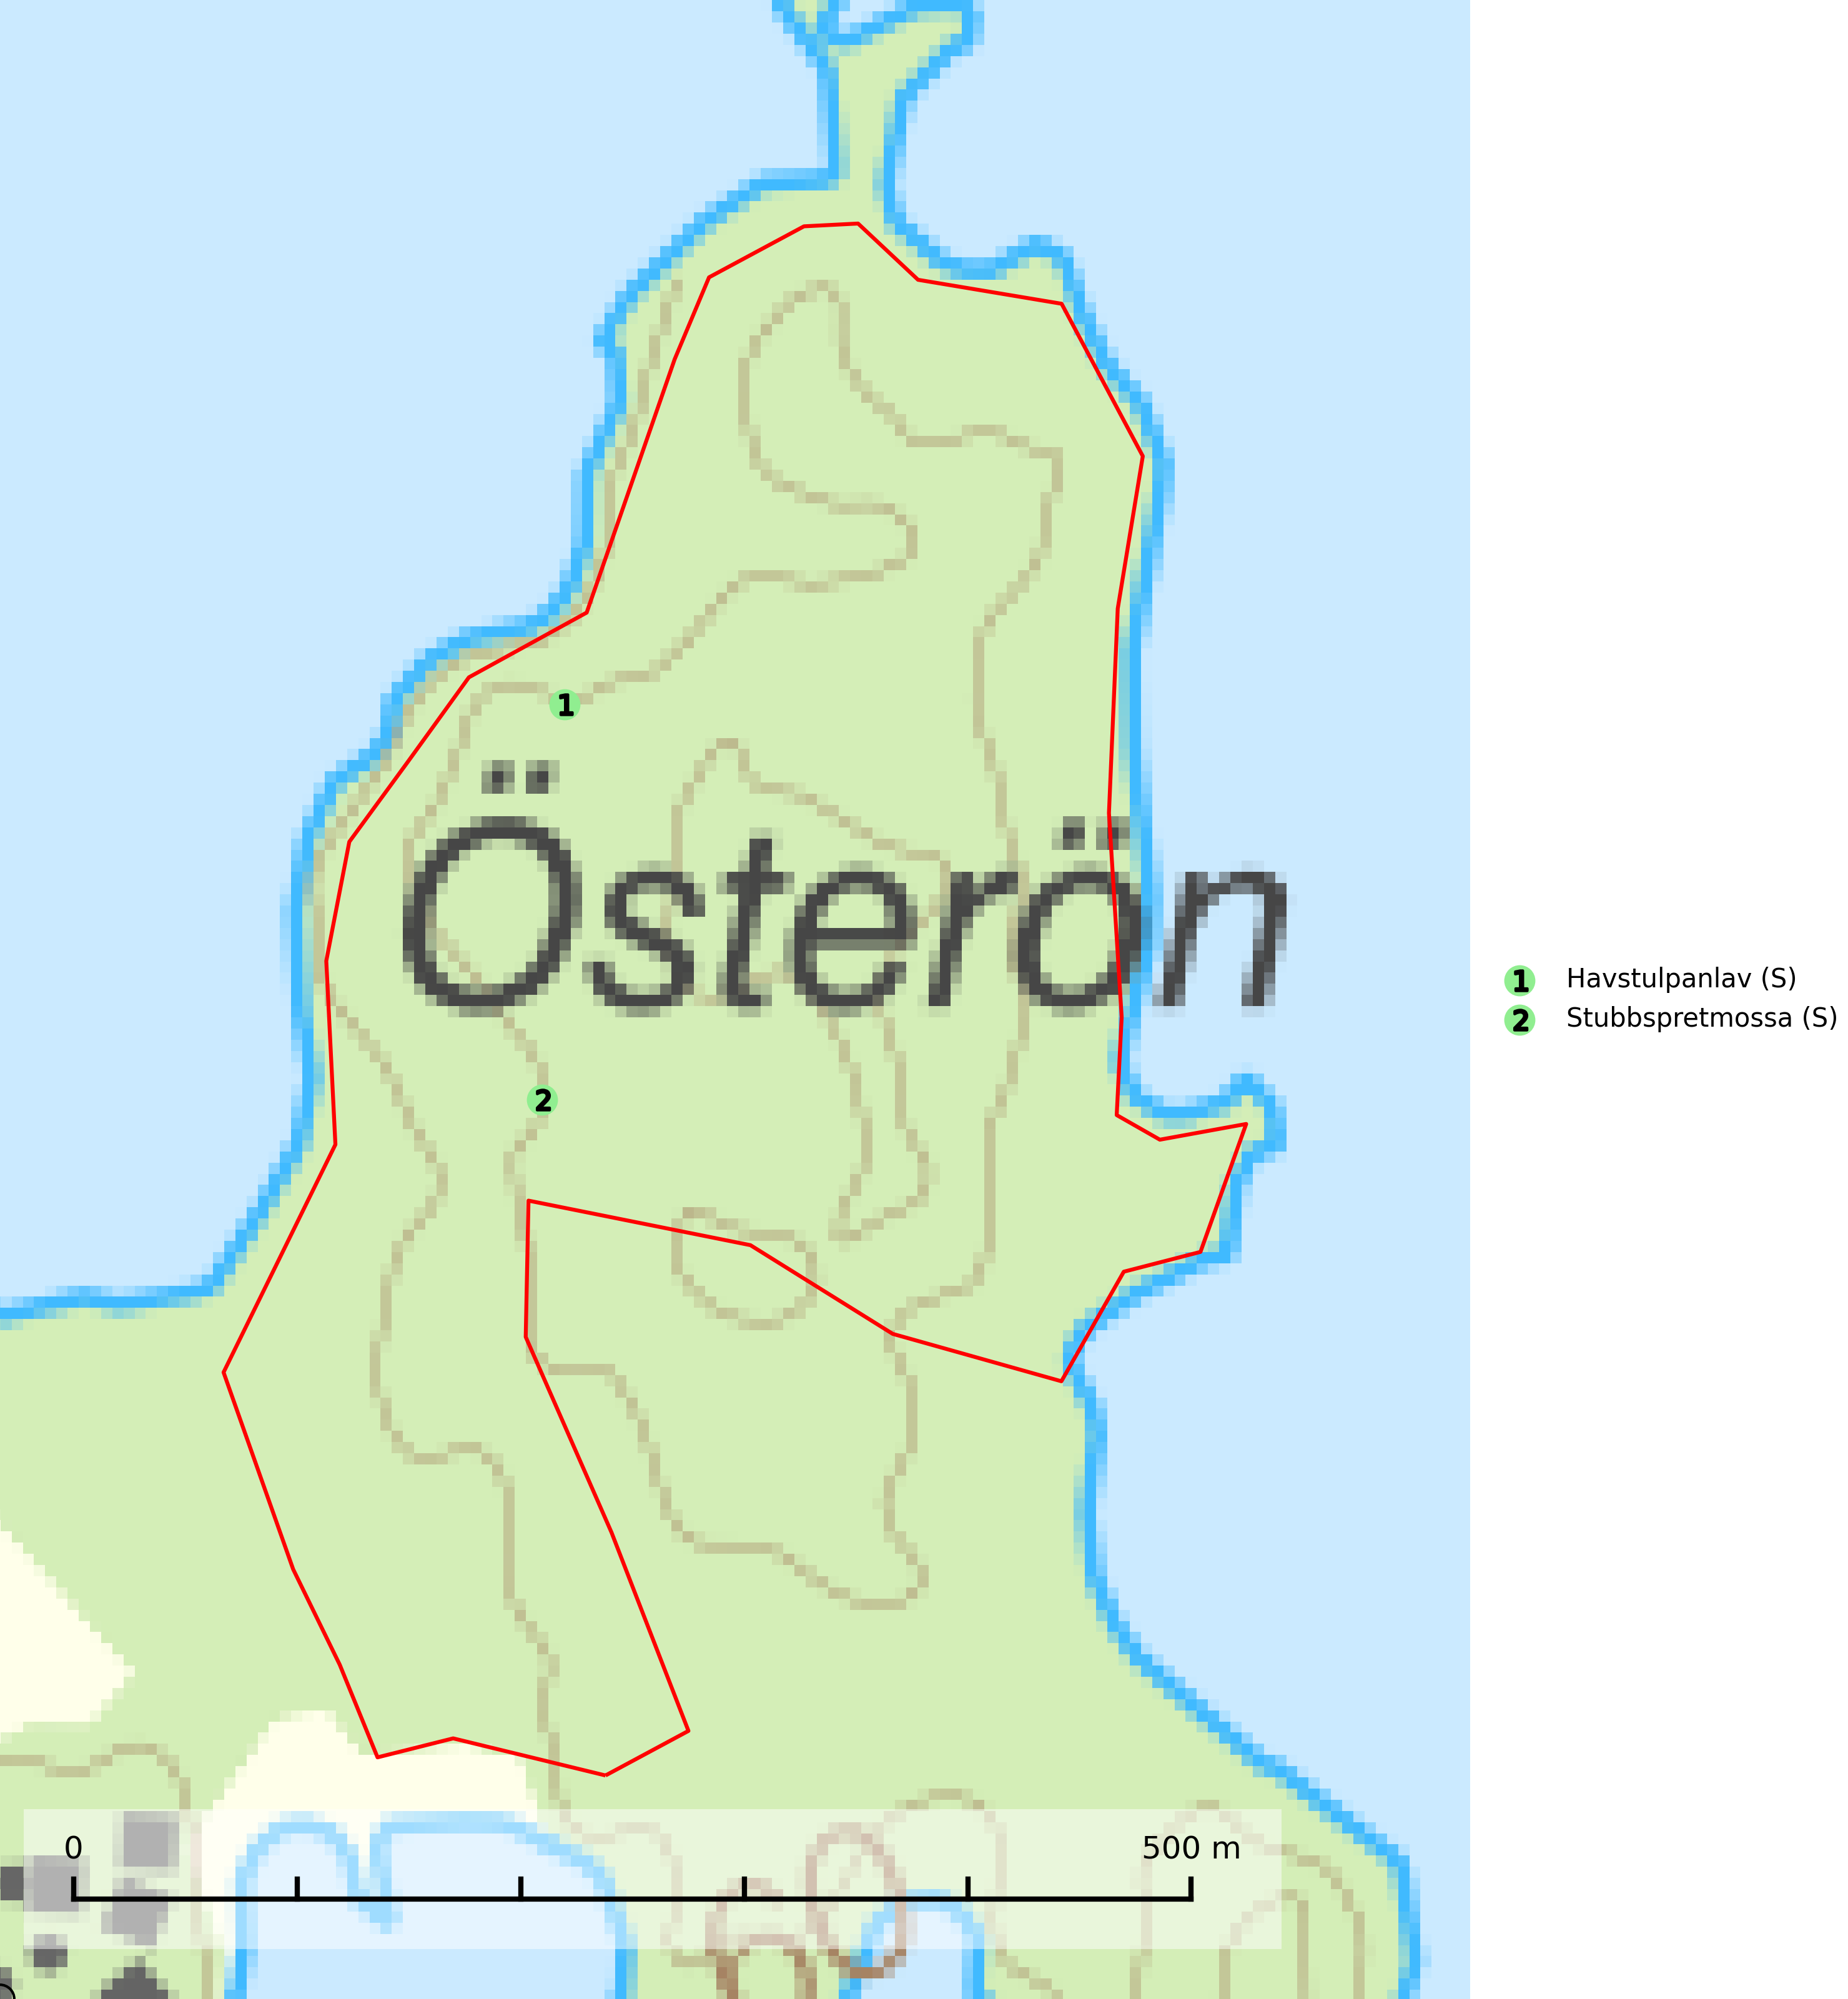 1
Österön
2
1 Havstulpanlav (S)
2 Stubbspretmossa (S)
0 500 m